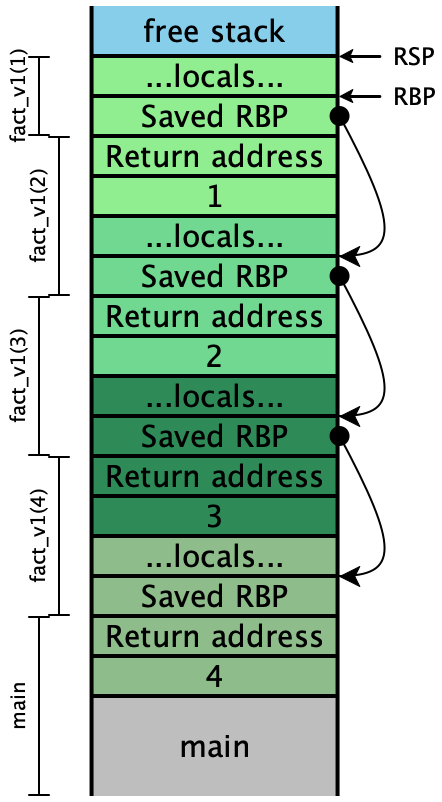 free stack
RSP
...locals...
RBP
Saved RBP
fact_v1(1)
Return address
1
fact_v1(2)
...locals...
Saved RBP
Return address
2
fact_v1(3)
...locals...
Saved RBP
Return address
3
fact_v1(4)
...locals...
Saved RBP
Return address
4
main
main